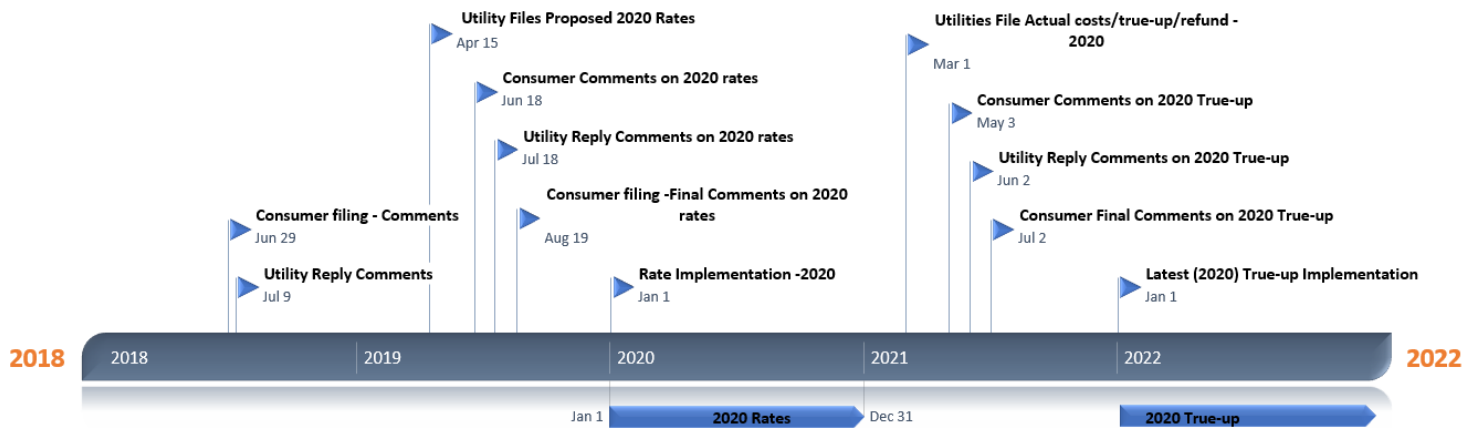 Utility Files Proposed 2020 Rates
Apr 15
Utilities File Actual costs/true-up/refund -
2020
Mar 1
Consumer Comments on 2020 rates
Jun 18
Consumer Comments on 2020 True-up
May 3
Utility Reply Comments on 2020 rates
Jul 18
Utility Reply Comments on 2020 True-up
Jun 2
Consumer filing -Final Comments on 2020
rates
Aug 19
Consumer filing - Comments
Jun 29
Consumer Final Comments on 2020 True-up
Jul 2
Utility Reply Comments
Jul 9
Rate Implementation -2020
Jan 1
Latest (2020) True-up Implementation
Jan 1
2018
2018
2019
2020
2021
2022
2022
Jan 1
2020 Rates
Dec 31
2020 True-up